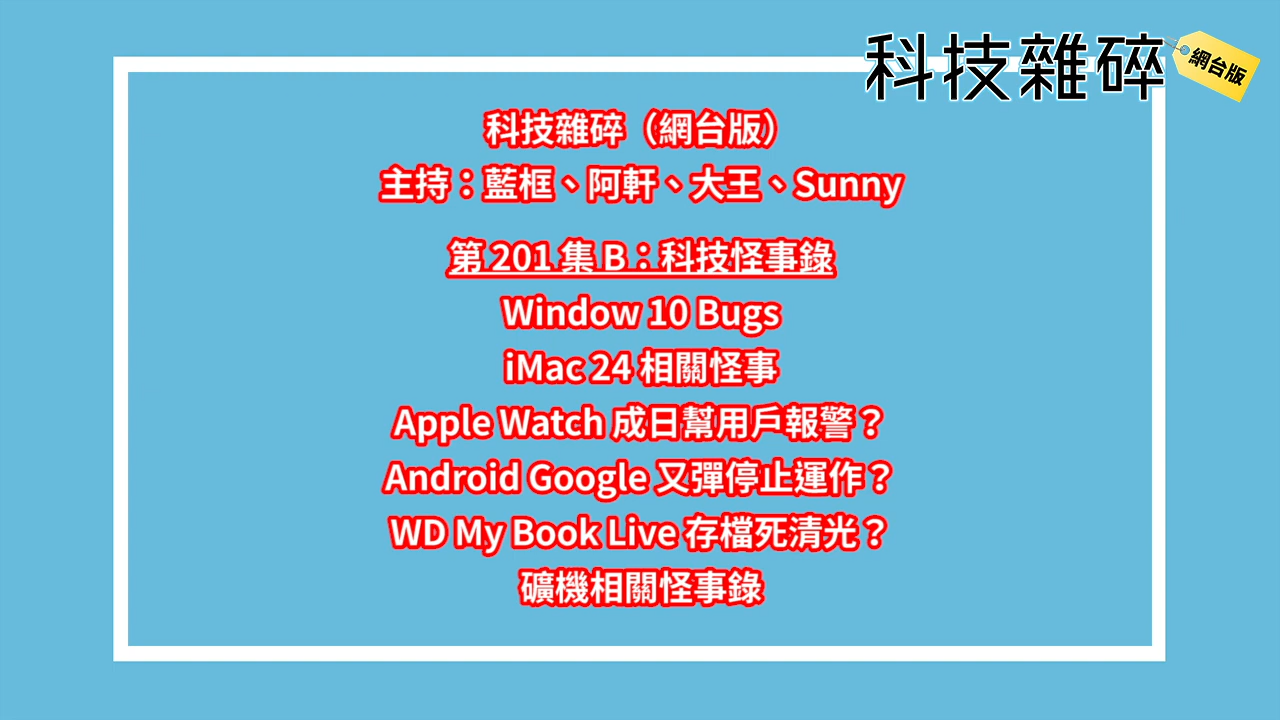 科技雜碎
網台版
科技雜碎（網台版）
主持：藍框、阿軒、大王、Sunny
第 201 集 B：科技怪事錄
Window 10 Bugs
iMac 24 相關怪事
Apple Watch 成日幫用戶報警？
Android Google 又彈停止運作？
WD My Book Live 存檔死清光？
礦機相關怪事錄